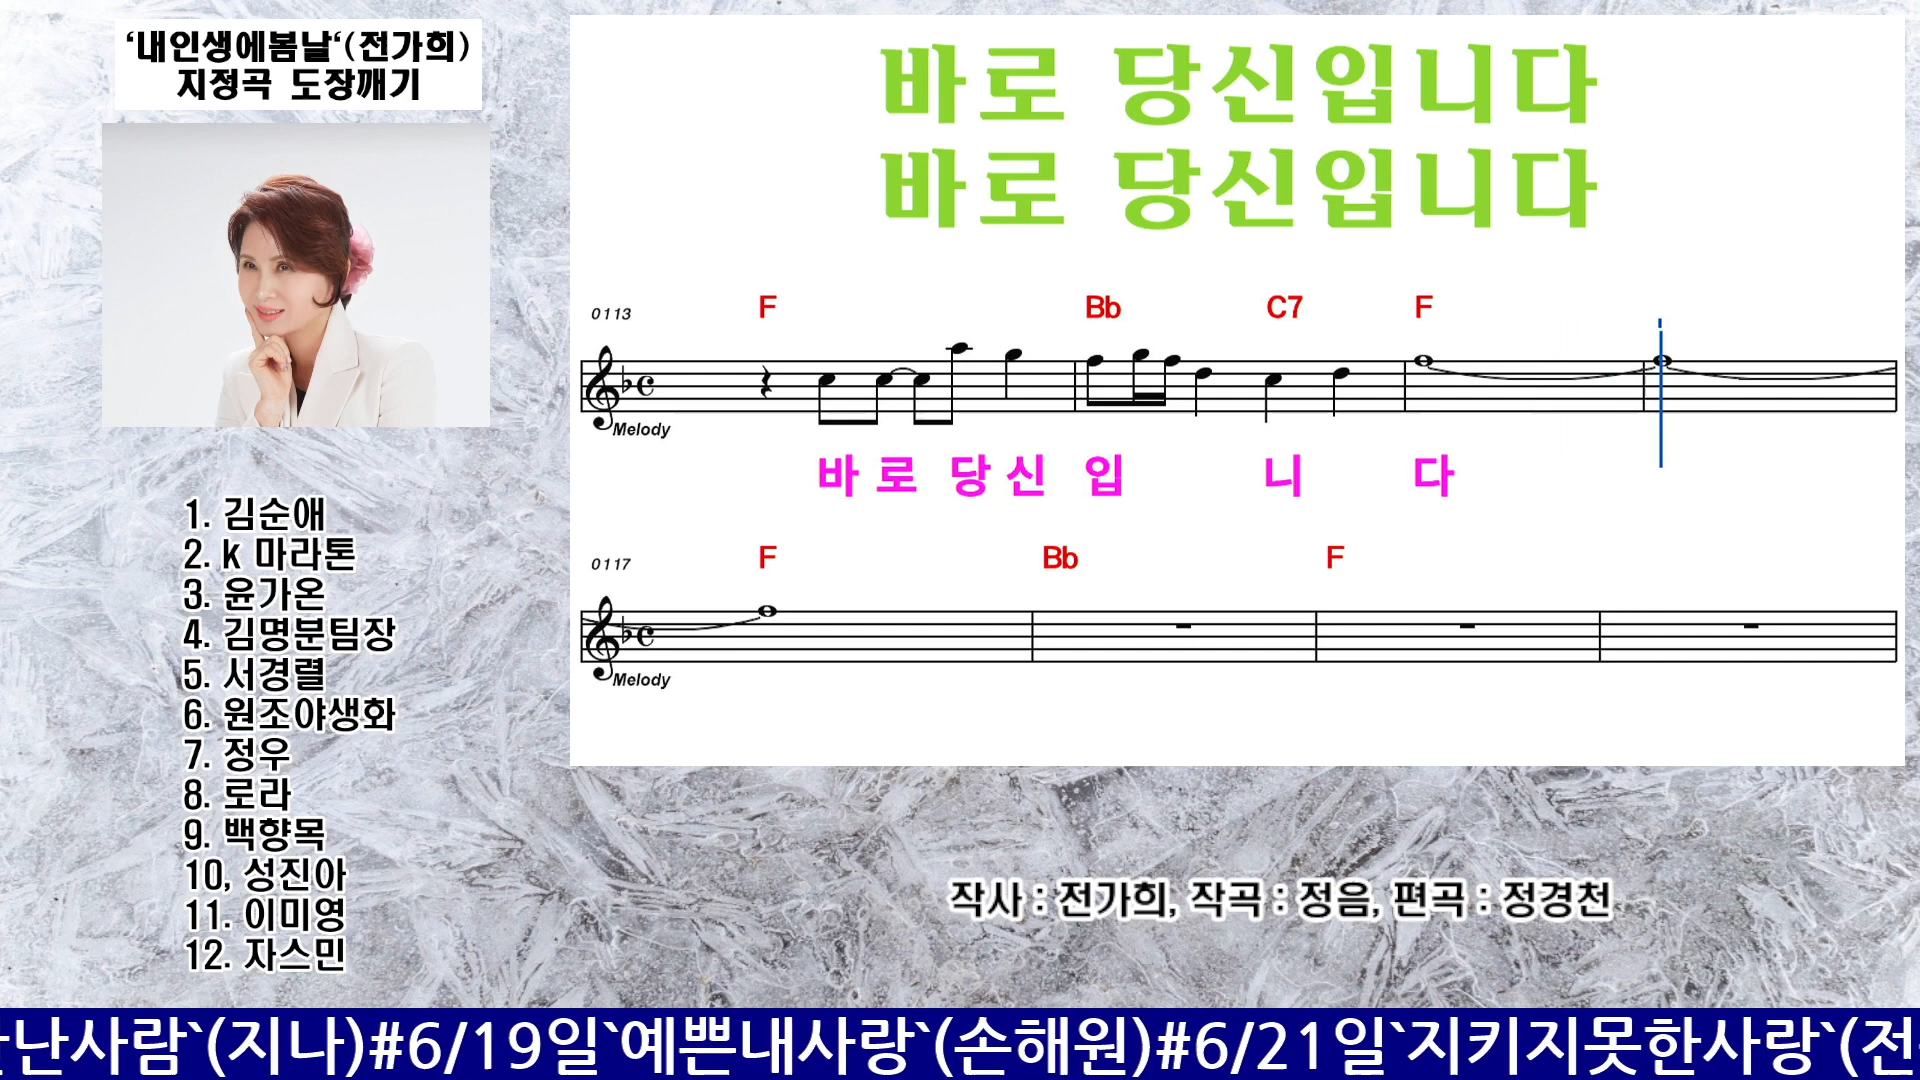 ‘내인생에봄날‘(전가희)
지정곡 도장깨기
1. 김순애
2. k 마라톤
3. 윤가온
4. 김명분팀장
5. 서경렬
6. 원조야생화
7. 정우
8. 로라
9. 백향목
10, 성진아
11. 이미영
12. 자스민
바로 당신입니다
바로 당신입니다
0113 F Bb C7 F
Melody
바 로 당 신 입 니 다
0117 F Bb F
Melody
작사 : 전가희, 작곡 : 정음, 편곡 : 정경천
난사람`(지나)#6/19일`예쁜내사랑`(손해원)#6/21일`지키지못한사랑`(전